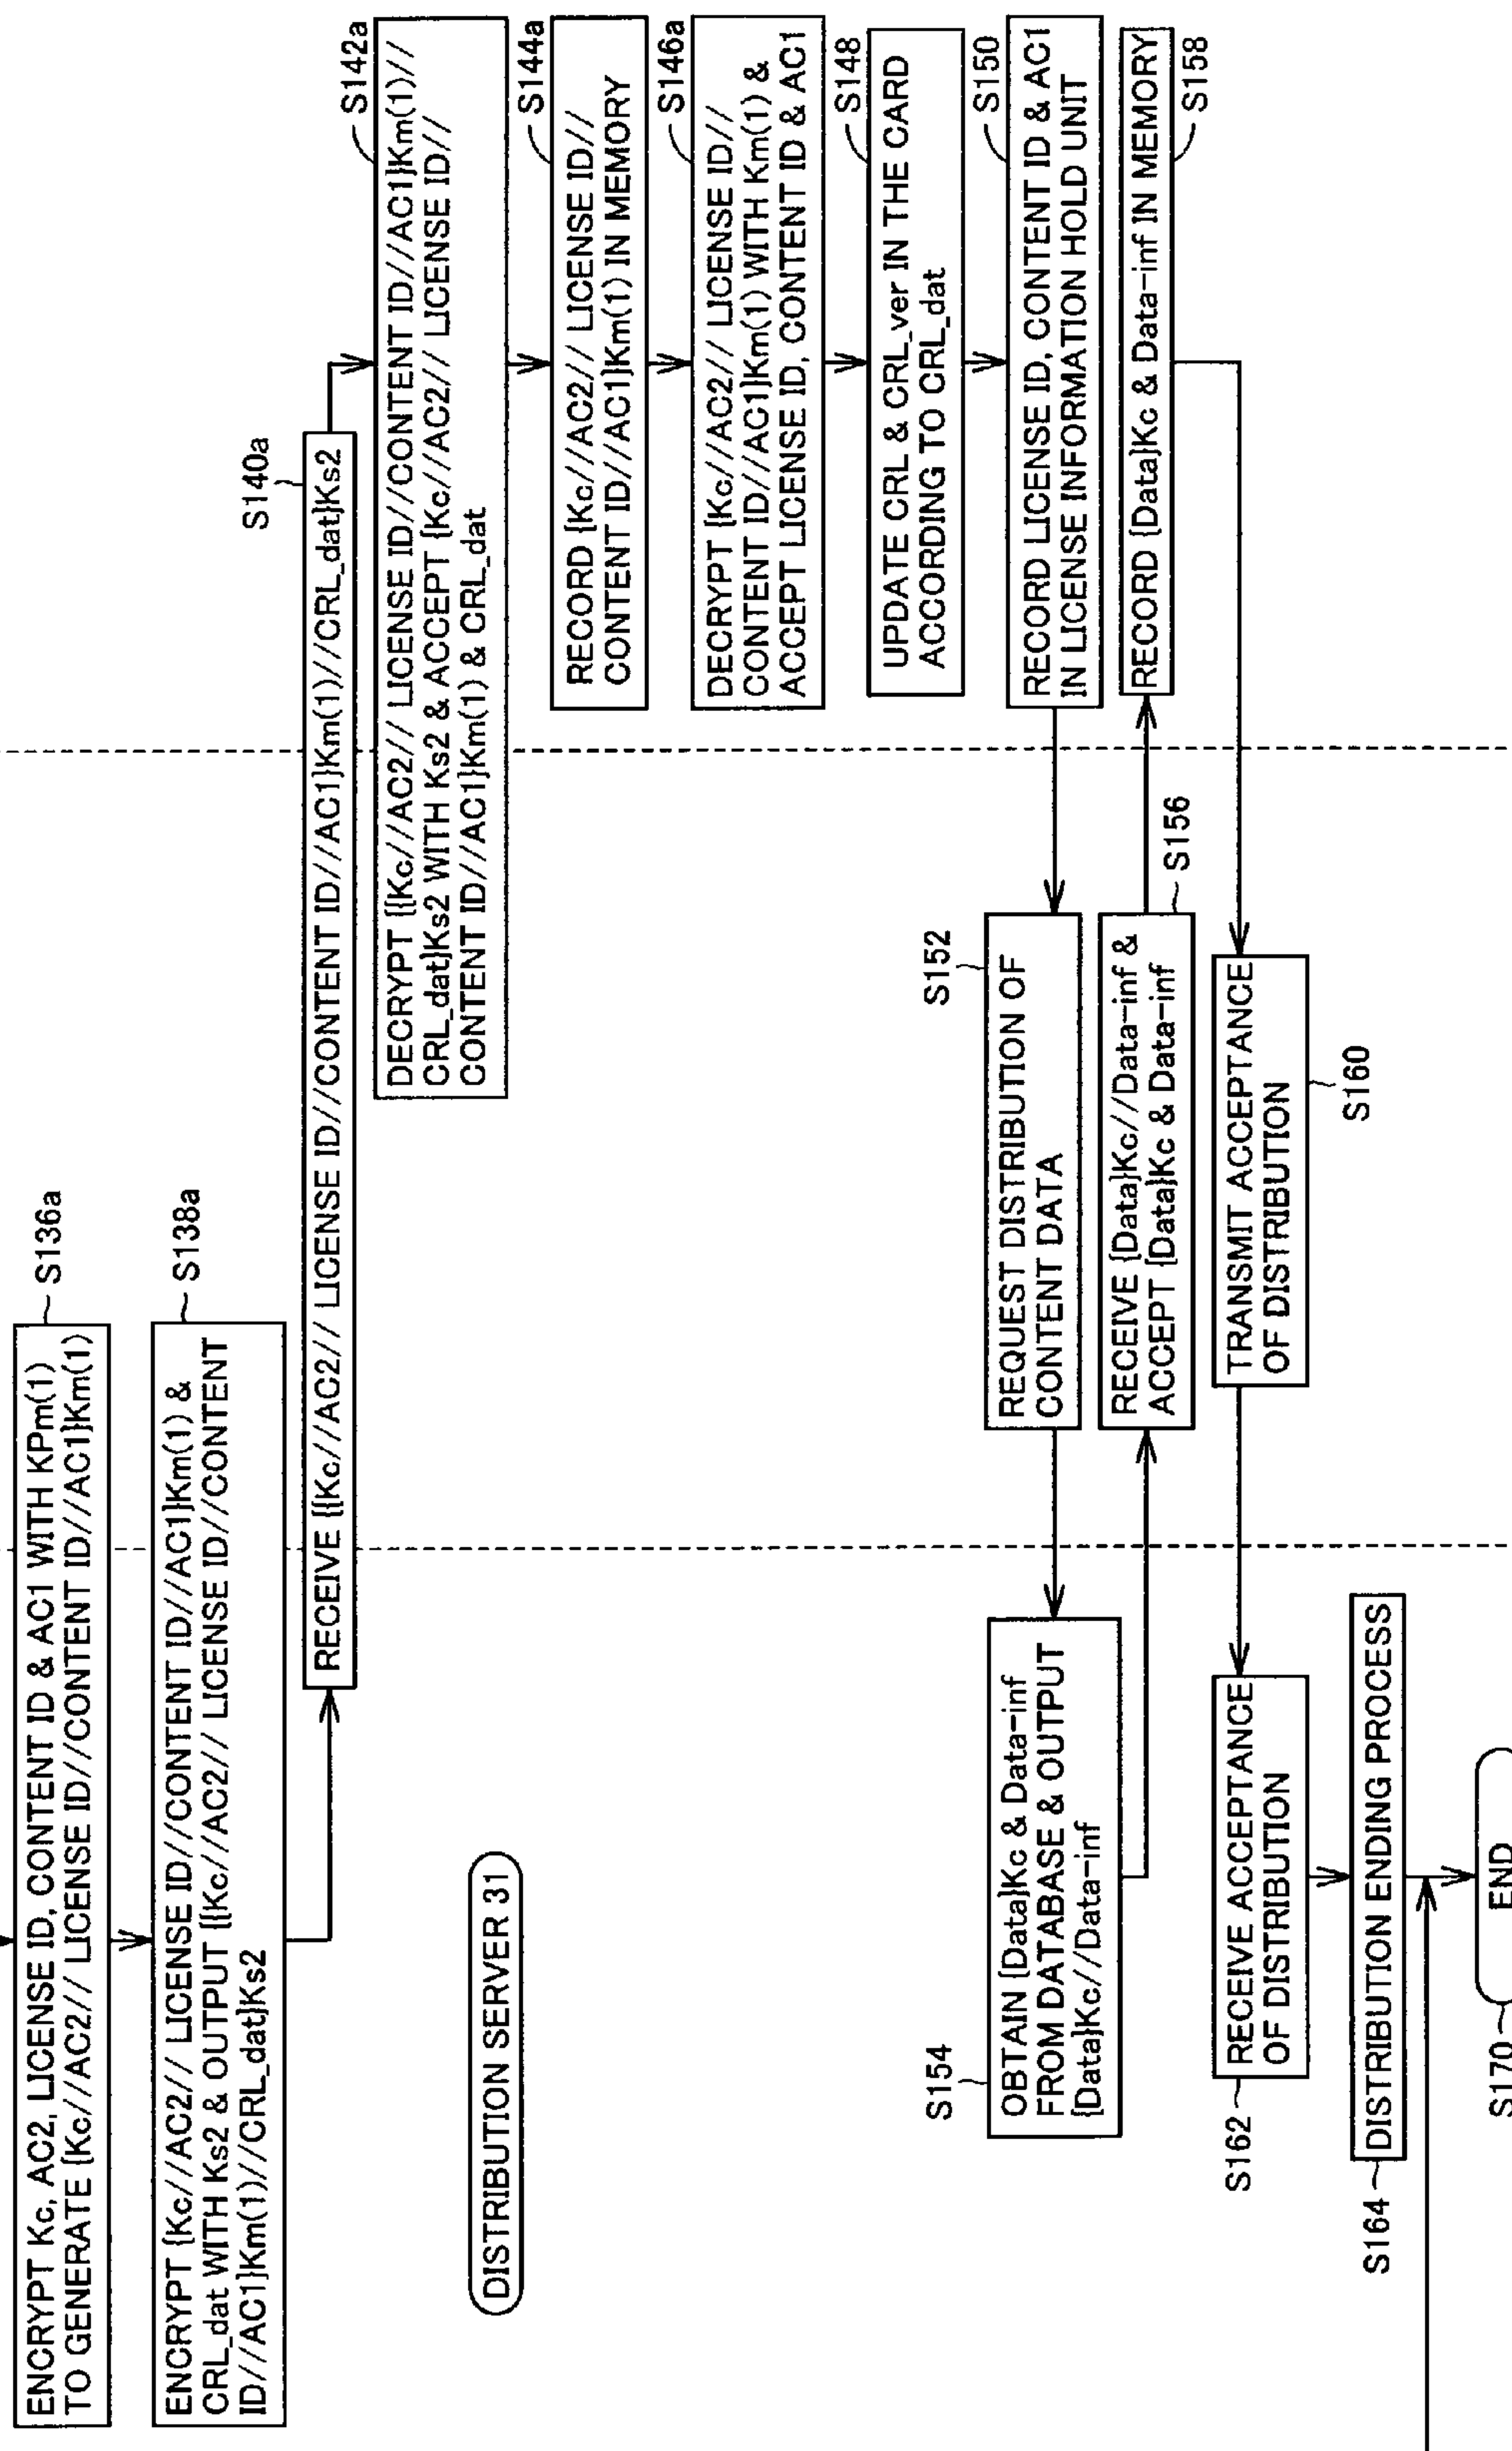 ENCRYPT Kc, AC2, LICENSE ID, CONTENT ID & AC1 WITH KPm(1)
TO GENERATE {Kc//AC2// LICENSE ID//CONTENT ID//AC1}Km(1)
S136a
ENCRYPT {Kc//AC2// LICENSE ID//CONTENT ID//AC1}Km(1) &
CRL_dat WITH Ks2 & OUTPUT {{Kc//AC2// LICENSE ID//CONTENT
ID//AC1}Km(1)//CRL_dat}Ks2
S138a
RECEIVE {{Kc//AC2// LICENSE ID//CONTENT ID//AC1}Km(1)//CRL_dat}Ks2
S140a
DECRYPT {{Kc//AC2// LICENSE ID//CONTENT ID//AC1}Km(1)//
CRL_dat}Ks2 WITH Ks2 & ACCEPT {Kc//AC2// LICENSE ID//
CONTENT ID//AC1}Km(1) & CRL_dat
S142a
RECORD {Kc//AC2// LICENSE ID//
CONTENT ID//AC1}Km(1) IN MEMORY
S144a
DISTRIBUTION SERVER 31
DECRYPT {Kc//AC2// LICENSE ID//
CONTENT ID//AC1}Km(1) WITH Km(1) &
ACCEPT LICENSE ID, CONTENT ID & AC1
S146a
UPDATE CRL & CRL_ver IN THE CARD
ACCORDING TO CRL_dat
S148
RECORD LICENSE ID, CONTENT ID & AC1
IN LICENSE INFORMATION HOLD UNIT
S150
REQUEST DISTRIBUTION OF
CONTENT DATA
S152
OBTAIN {Data}Kc & Data-inf
FROM DATABASE & OUTPUT
{Data}Kc//Data-inf
S154
RECEIVE {Data}Kc//Data-inf &
ACCEPT {Data}Kc & Data-inf
S156
RECORD {Data}Kc & Data-inf IN MEMORY
S158
TRANSMIT ACCEPTANCE
OF DISTRIBUTION
S160
S162
RECEIVE ACCEPTANCE
OF DISTRIBUTION
S164
DISTRIBUTION ENDING PROCESS
S170
END